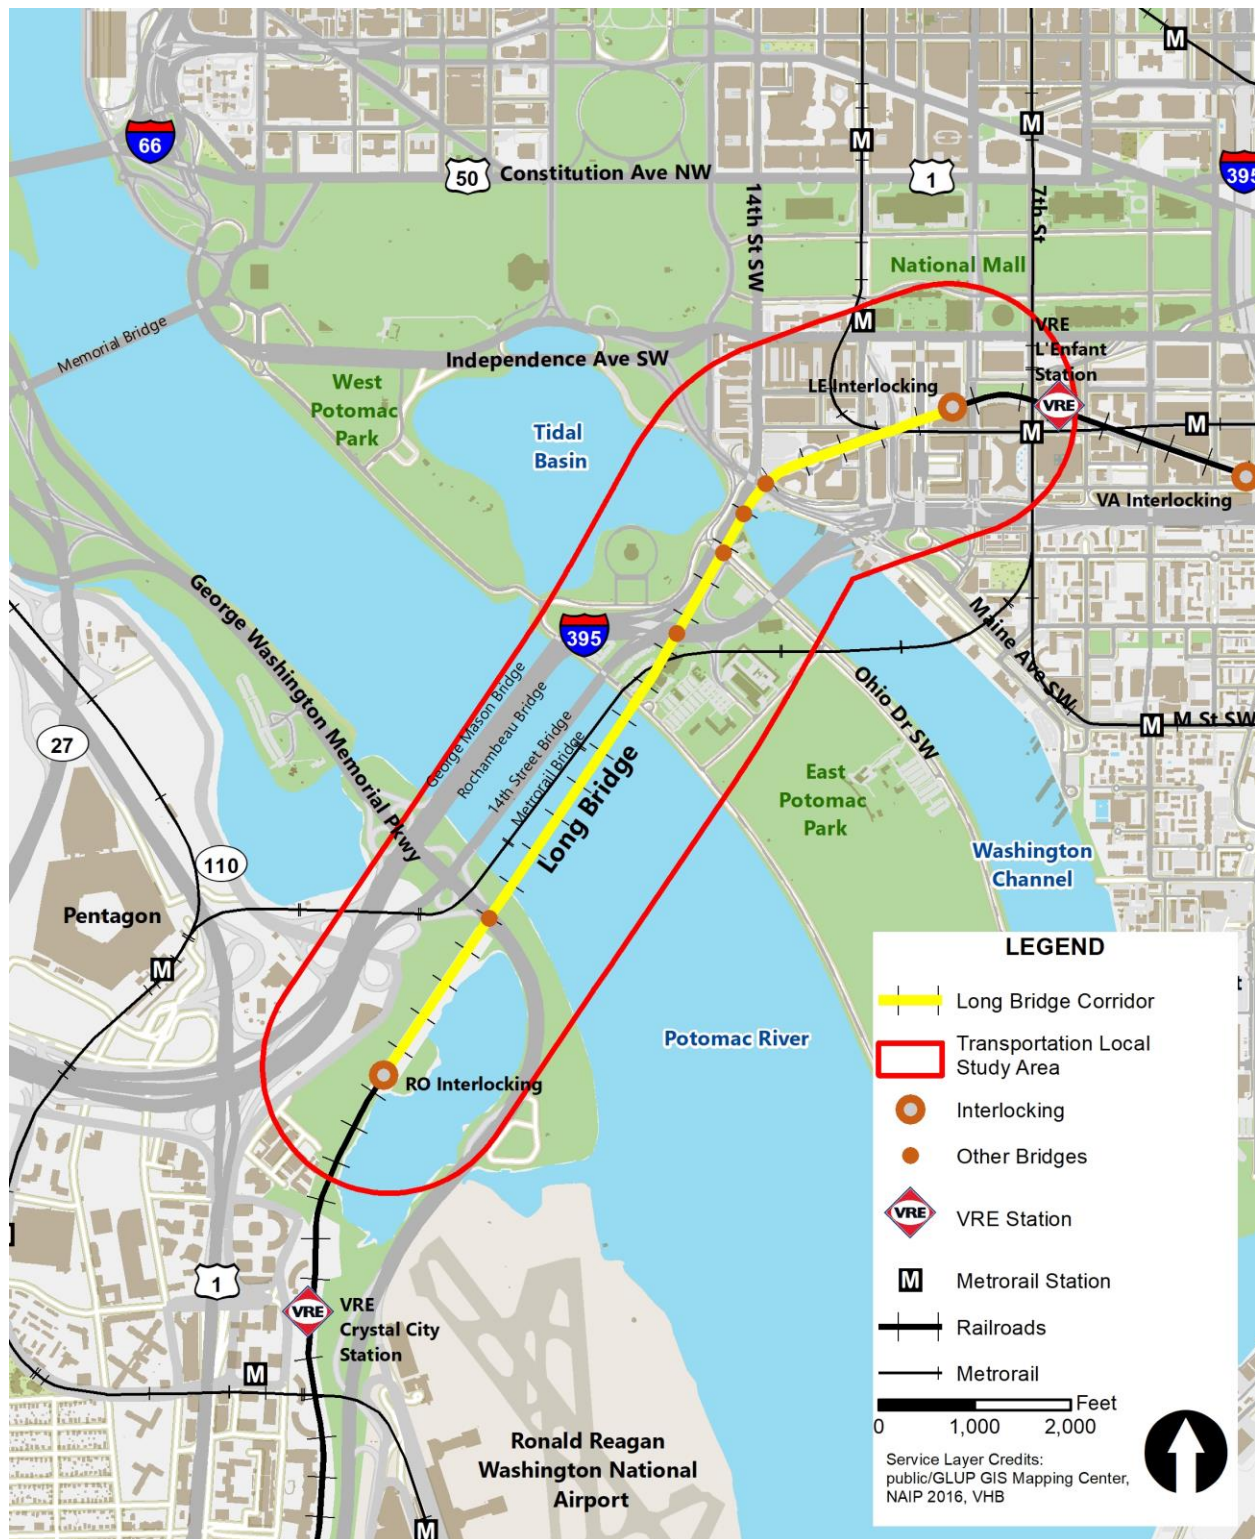 M
66
M
M
395
50
Constitution Ave NW
1
14th St SW
7th St
National Mall
Memorial Bridge
M
VRE
L'Enfant
Station
Independence Ave SW
West
Potomac
Park
LE Interlocking
VRE
Tidal
Basin
M
M
VA Interlocking
George Washington Memorial Pkwy
395
Maine Ave SW
Ohio Dr SW
M
M St SW
27
George Mason Bridge
Rochambeau Bridge
14th Street Bridge
Metrorail Bridge
Long Bridge
East
Potomac
Park
Washington
Channel
110
Pentagon
M
Potomac River
RO Interlocking
1
VRE
VRE
Crystal City
Station
M
Ronald Reagan
Washington National
Airport
M
LEGEND
Long Bridge Corridor
Transportation Local
Study Area
Interlocking
Other Bridges
VRE
VRE Station
M
Metrorail Station
Railroads
Metrorail
Feet
0 1,000 2,000
Service Layer Credits:
public/GLUP GIS Mapping Center,
NAIP 2016, VHB